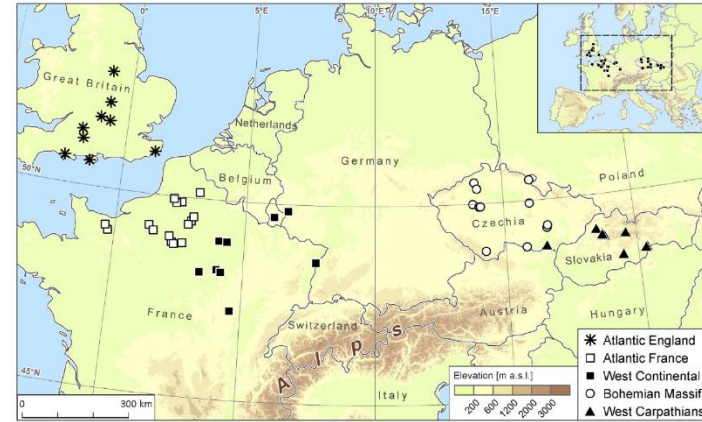 0°
5°E
10°E
15°E
Great Britain
Netherlands
50°N
Belgium
Germany
Poland
Czechia
Slovakia
France
Switzerland
Austria
Hungary
Alps
45°N
Italy
0
300 km
Elevation [m a.s.l.]
200
600
1200
2000
3000
Atlantic England
Atlantic France
West Continental
Bohemian Massif
West Carpathians